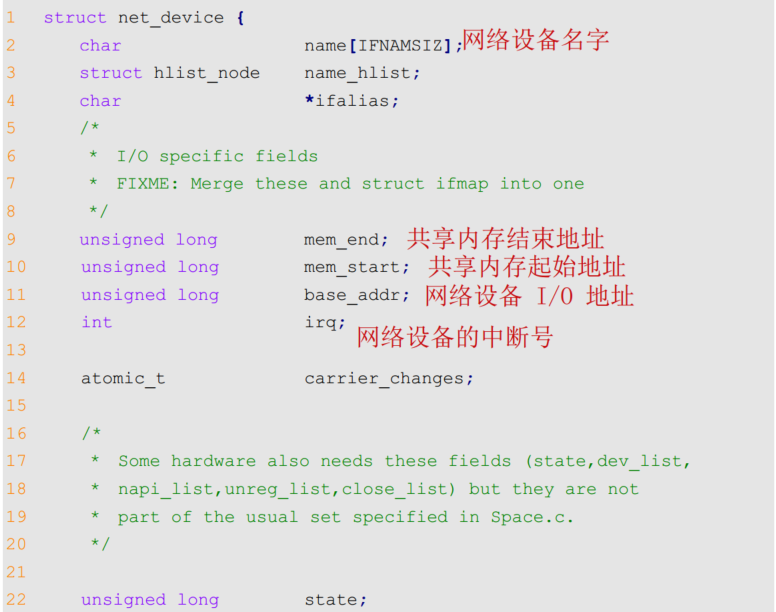 1 struct net_device {
2 char name[IFNAMSIZ];网络设备名字
3 struct hlist_node name_hlist;
4 char *ifalias;
5 /*
6 * I/O specific fields
7 * FIXME: Merge these and struct ifmap into one
8 */
9 unsigned long mem_end; 共享内存结束地址
10 unsigned long mem_start; 共享内存起始地址
11 unsigned long base_addr; 网络设备 I/O 地址
12 int irq; 网络设备的中断号
13
14 atomic_t carrier_changes;
15
16 /*
17 * Some hardware also needs these fields (state,dev_list,
18 * napi_list,unreg_list,close_list) but they are not
19 * part of the usual set specified in Space.c.
20 */
21
22 unsigned long state;